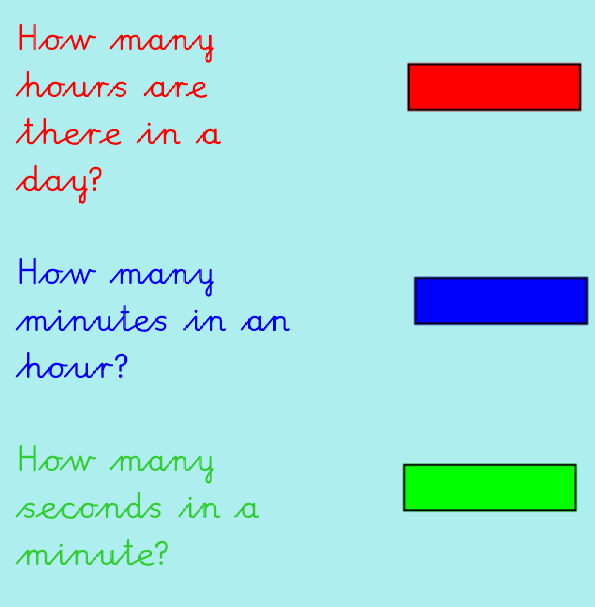 How many
hours are
there in a
day?
How many
minutes in an
hour?
How many
seconds in a
minute?